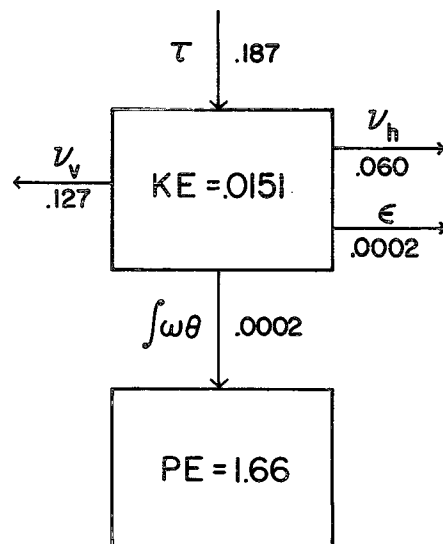 τ .187
ν_h
.060
ν_v
.127
KE = .0151
ϵ
.0002
∫ωθ .0002
PE = 1.66